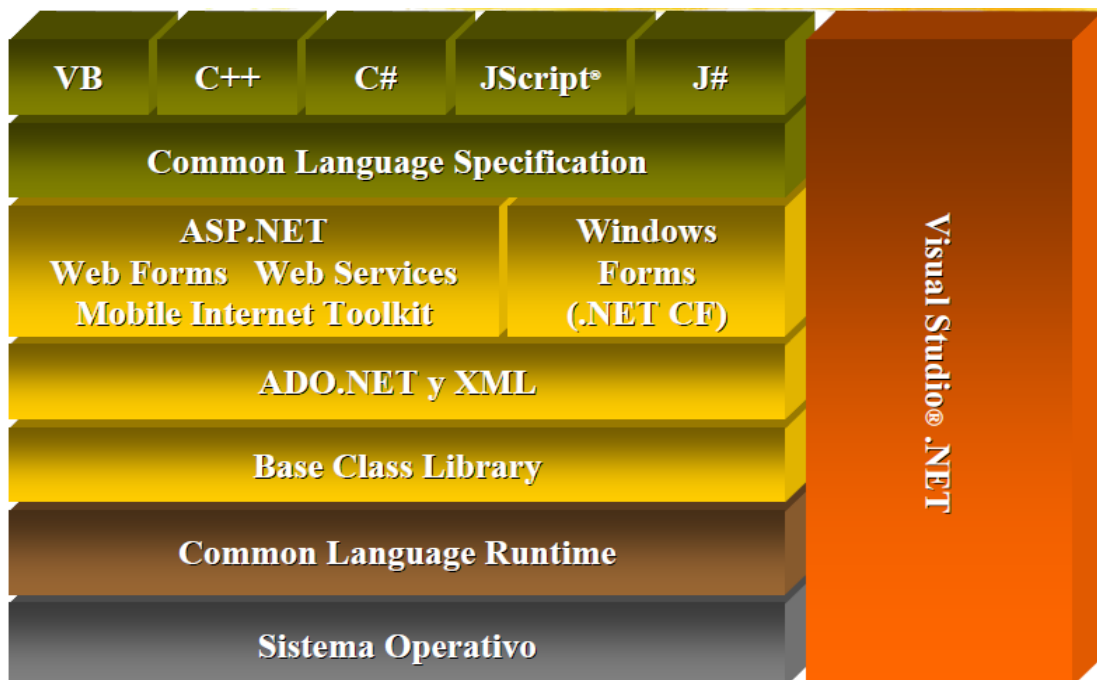 VB
C++
C#
JScript®
J#
Common Language Specification
ASP.NET
Web Forms Web Services
Mobile Internet Toolkit
Windows
Forms
(.NET CF)
ADO.NET y XML
Base Class Library
Common Language Runtime
Sistema Operativo
Visual Studio® .NET